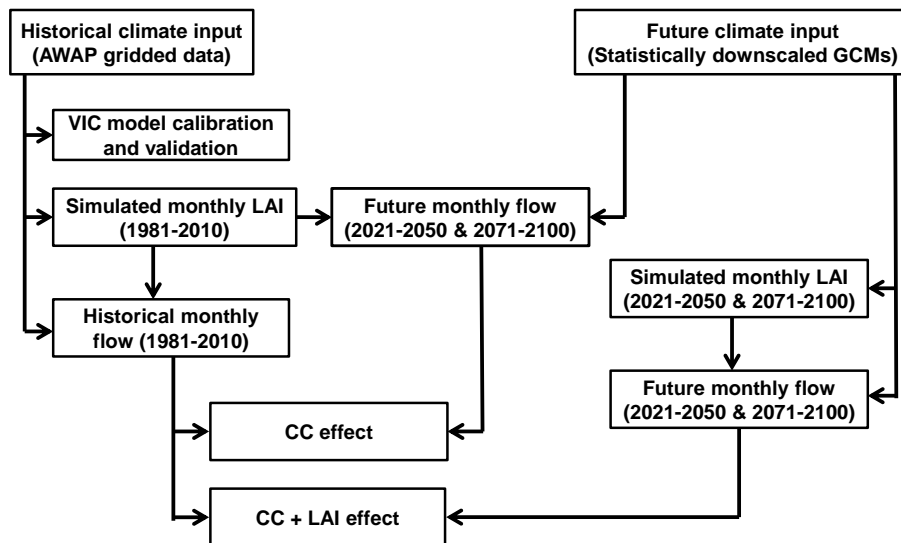 Historical climate input
(AWAP gridded data)
Future climate input
(Statistically downscaled GCMs)
VIC model calibration
and validation
Simulated monthly LAI
(1981-2010)
Future monthly flow
(2021-2050 & 2071-2100)
Simulated monthly LAI
(2021-2050 & 2071-2100)
Historical monthly
flow (1981-2010)
Future monthly flow
(2021-2050 & 2071-2100)
CC effect
CC + LAI effect